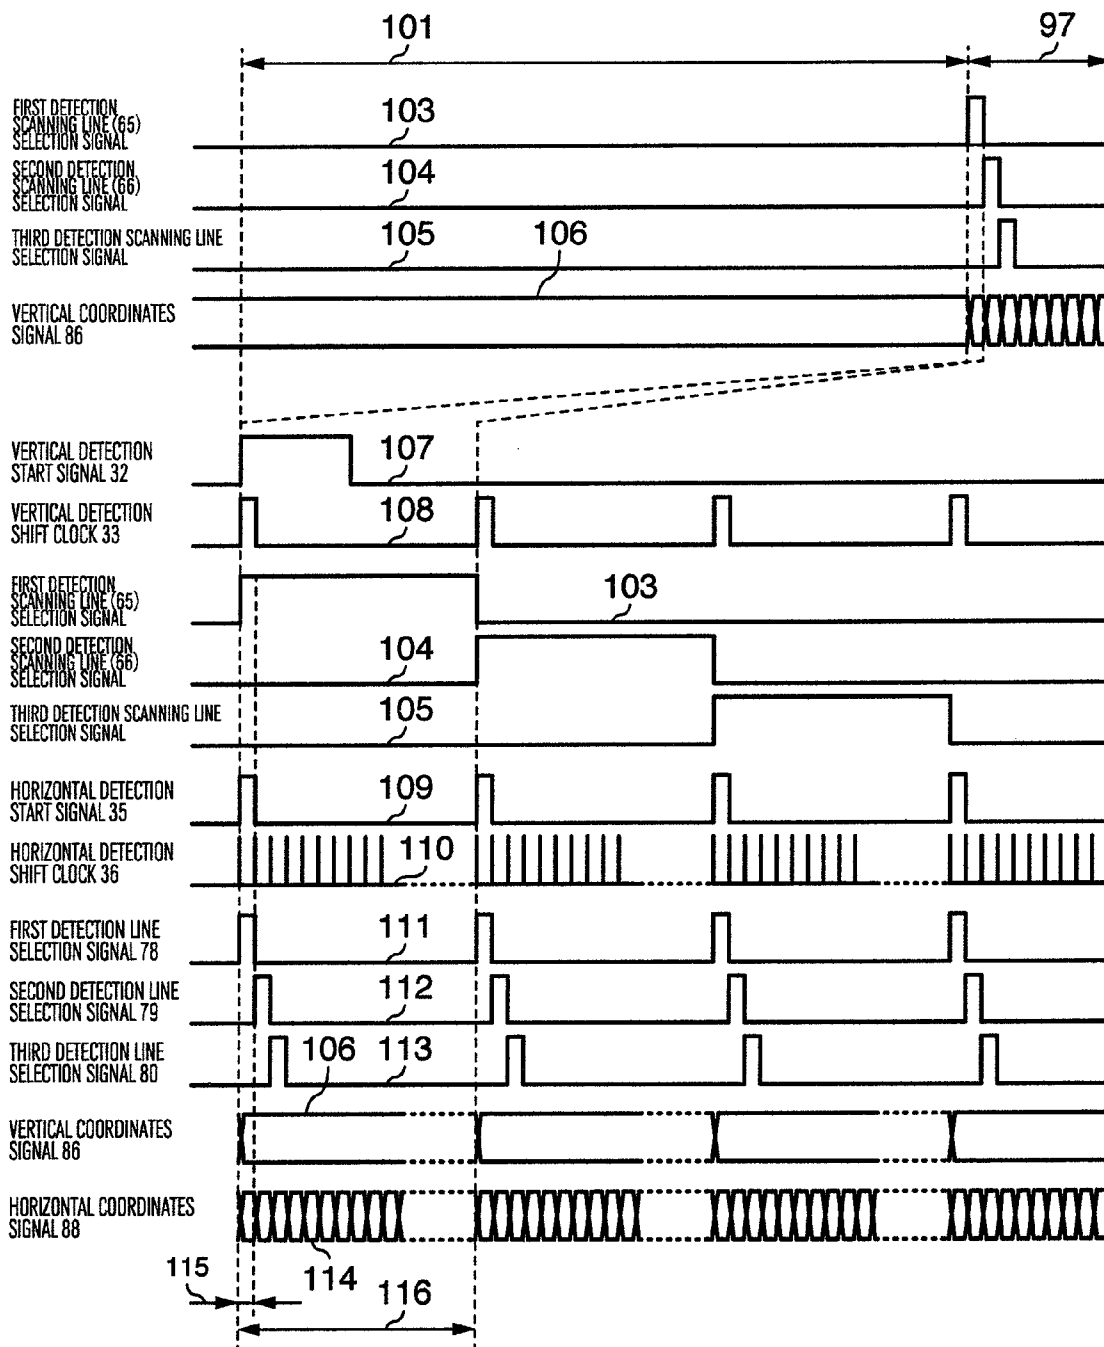 101
97
FIRST DETECTION
SCANNING LINE (65)
SELECTION SIGNAL
103
SECOND DETECTION
SCANNING LINE (66)
SELECTION SIGNAL
104
THIRD DETECTION SCANNING LINE
SELECTION SIGNAL
105
106
VERTICAL COORDINATES
SIGNAL 86
VERTICAL DETECTION
START SIGNAL 32
107
VERTICAL DETECTION
SHIFT CLOCK 33
108
FIRST DETECTION
SCANNING LINE (65)
SELECTION SIGNAL
103
SECOND DETECTION
SCANNING LINE (66)
SELECTION SIGNAL
104
THIRD DETECTION SCANNING LINE
SELECTION SIGNAL
105
HORIZONTAL DETECTION
START SIGNAL 35
109
HORIZONTAL DETECTION
SHIFT CLOCK 36
110
FIRST DETECTION LINE
SELECTION SIGNAL 78
111
SECOND DETECTION LINE
SELECTION SIGNAL 79
112
THIRD DETECTION LINE
SELECTION SIGNAL 80
106
113
VERTICAL COORDINATES
SIGNAL 86
HORIZONTAL COORDINATES
SIGNAL 88
115
114
116